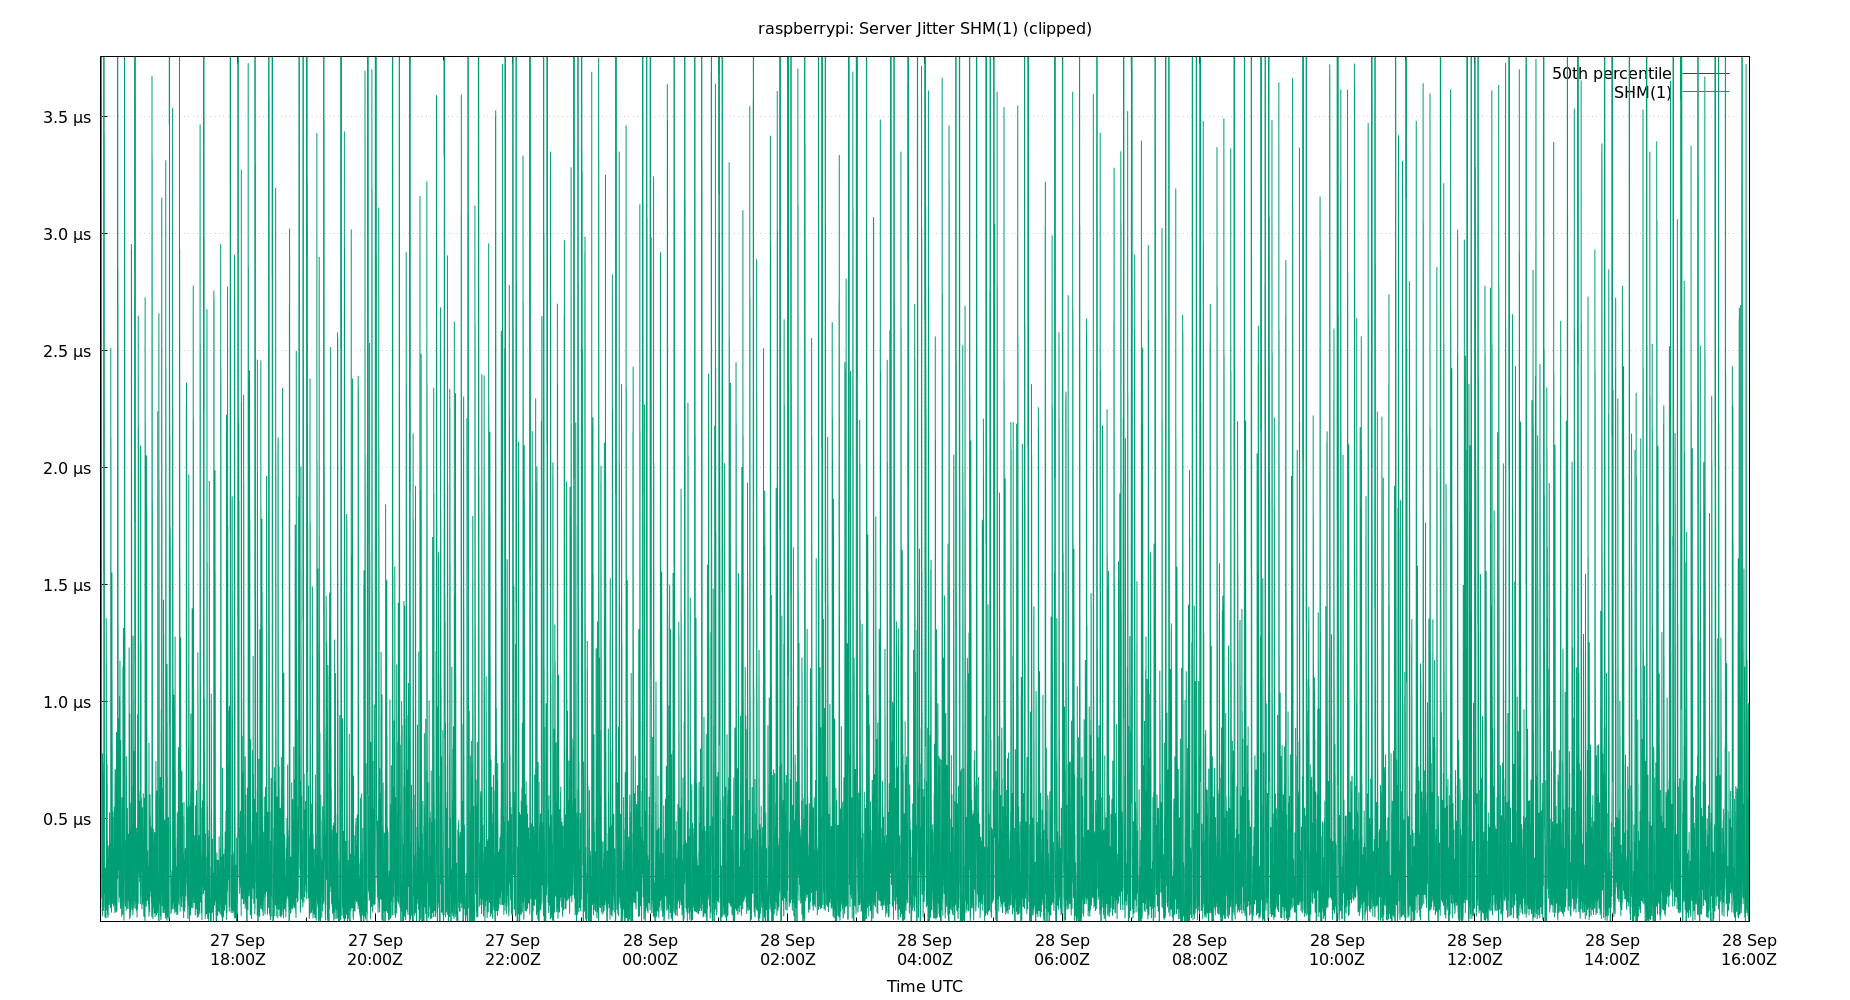 raspberrypi: Server Jitter SHM(1) (clipped)
50th percentile
SHM(1)
3.5 µs
3.0 µs
2.5 µs
2.0 µs
1.5 µs
1.0 µs
0.5 µs
27 Sep 27 Sep 27 Sep 28 Sep 28 Sep 28 Sep 28 Sep 28 Sep 28 Sep 28 Sep 28 Sep 28 Sep
18:00Z 20:00Z 22:00Z 00:00Z 02:00Z 04:00Z 06:00Z 08:00Z 10:00Z 12:00Z 14:00Z 16:00Z
Time UTC